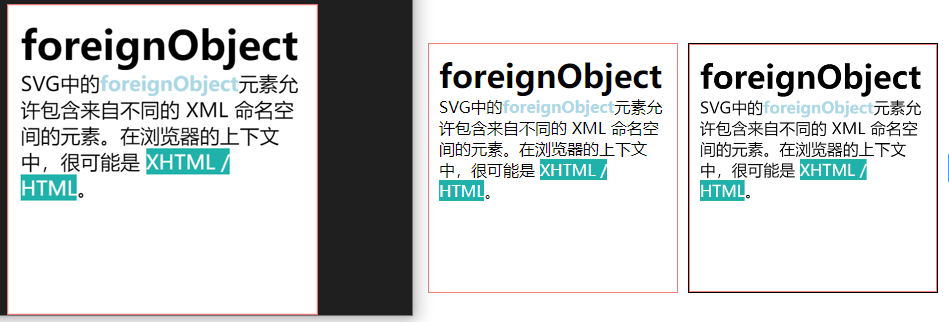 foreignObject
SVG中的foreignObject元素允
许包含来自不同的 XML 命名空
间的元素。在浏览器的上下文
中，很可能是 XHTML /
HTML。
foreignObject
SVG中的foreignObject元素允
许包含来自不同的 XML 命名空
间的元素。在浏览器的上下文
中，很可能是 XHTML /
HTML。
foreignObject
SVG中的foreignObject元素允
许包含来自不同的 XML 命名空
间的元素。在浏览器的上下文
中，很可能是 XHTML /
HTML。